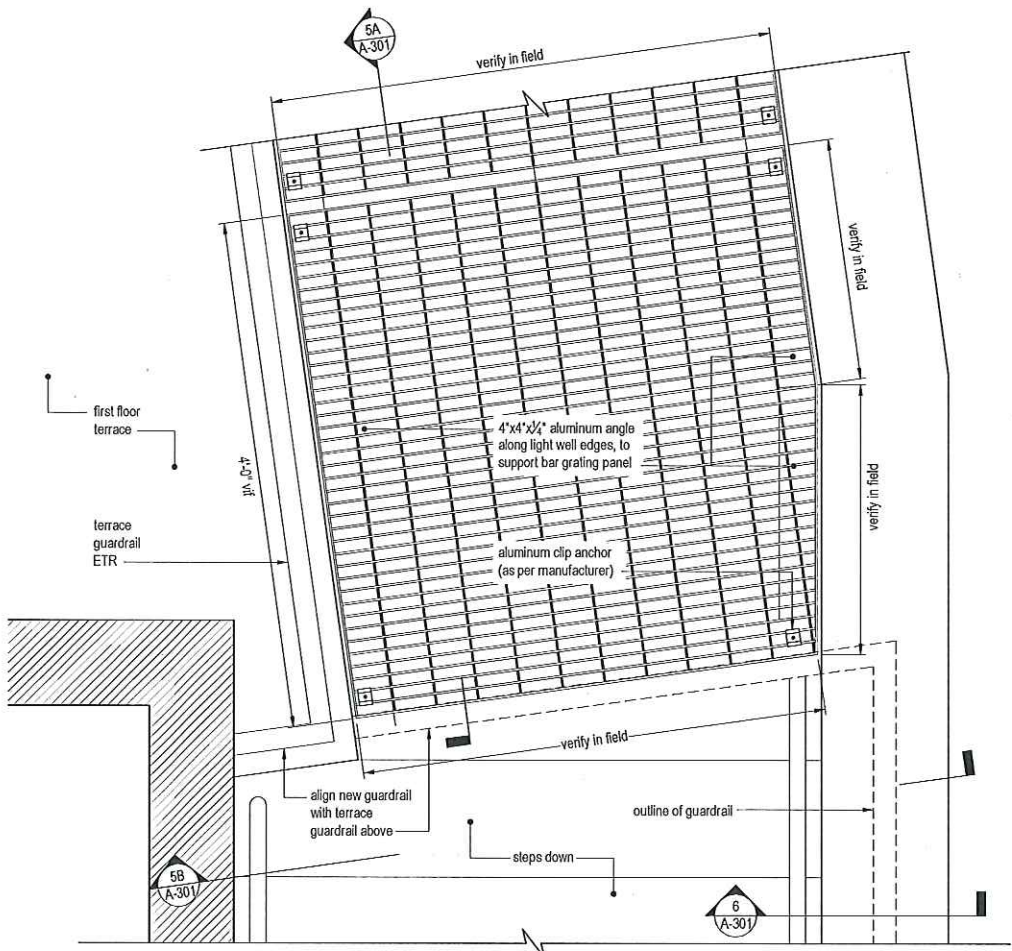 5A
A-301
verify in field
verify in field
first floor
terrace
4"x4"x¼" aluminum angle
along light well edges, to
support bar grating panel
4'-0" vif
verify in field
terrace
guardrail
ETR
aluminum clip anchor
(as per manufacturer)
verify in field
align new guardrail
with terrace
guardrail above
outline of guardrail
steps down
5B
A-301
6
A-301